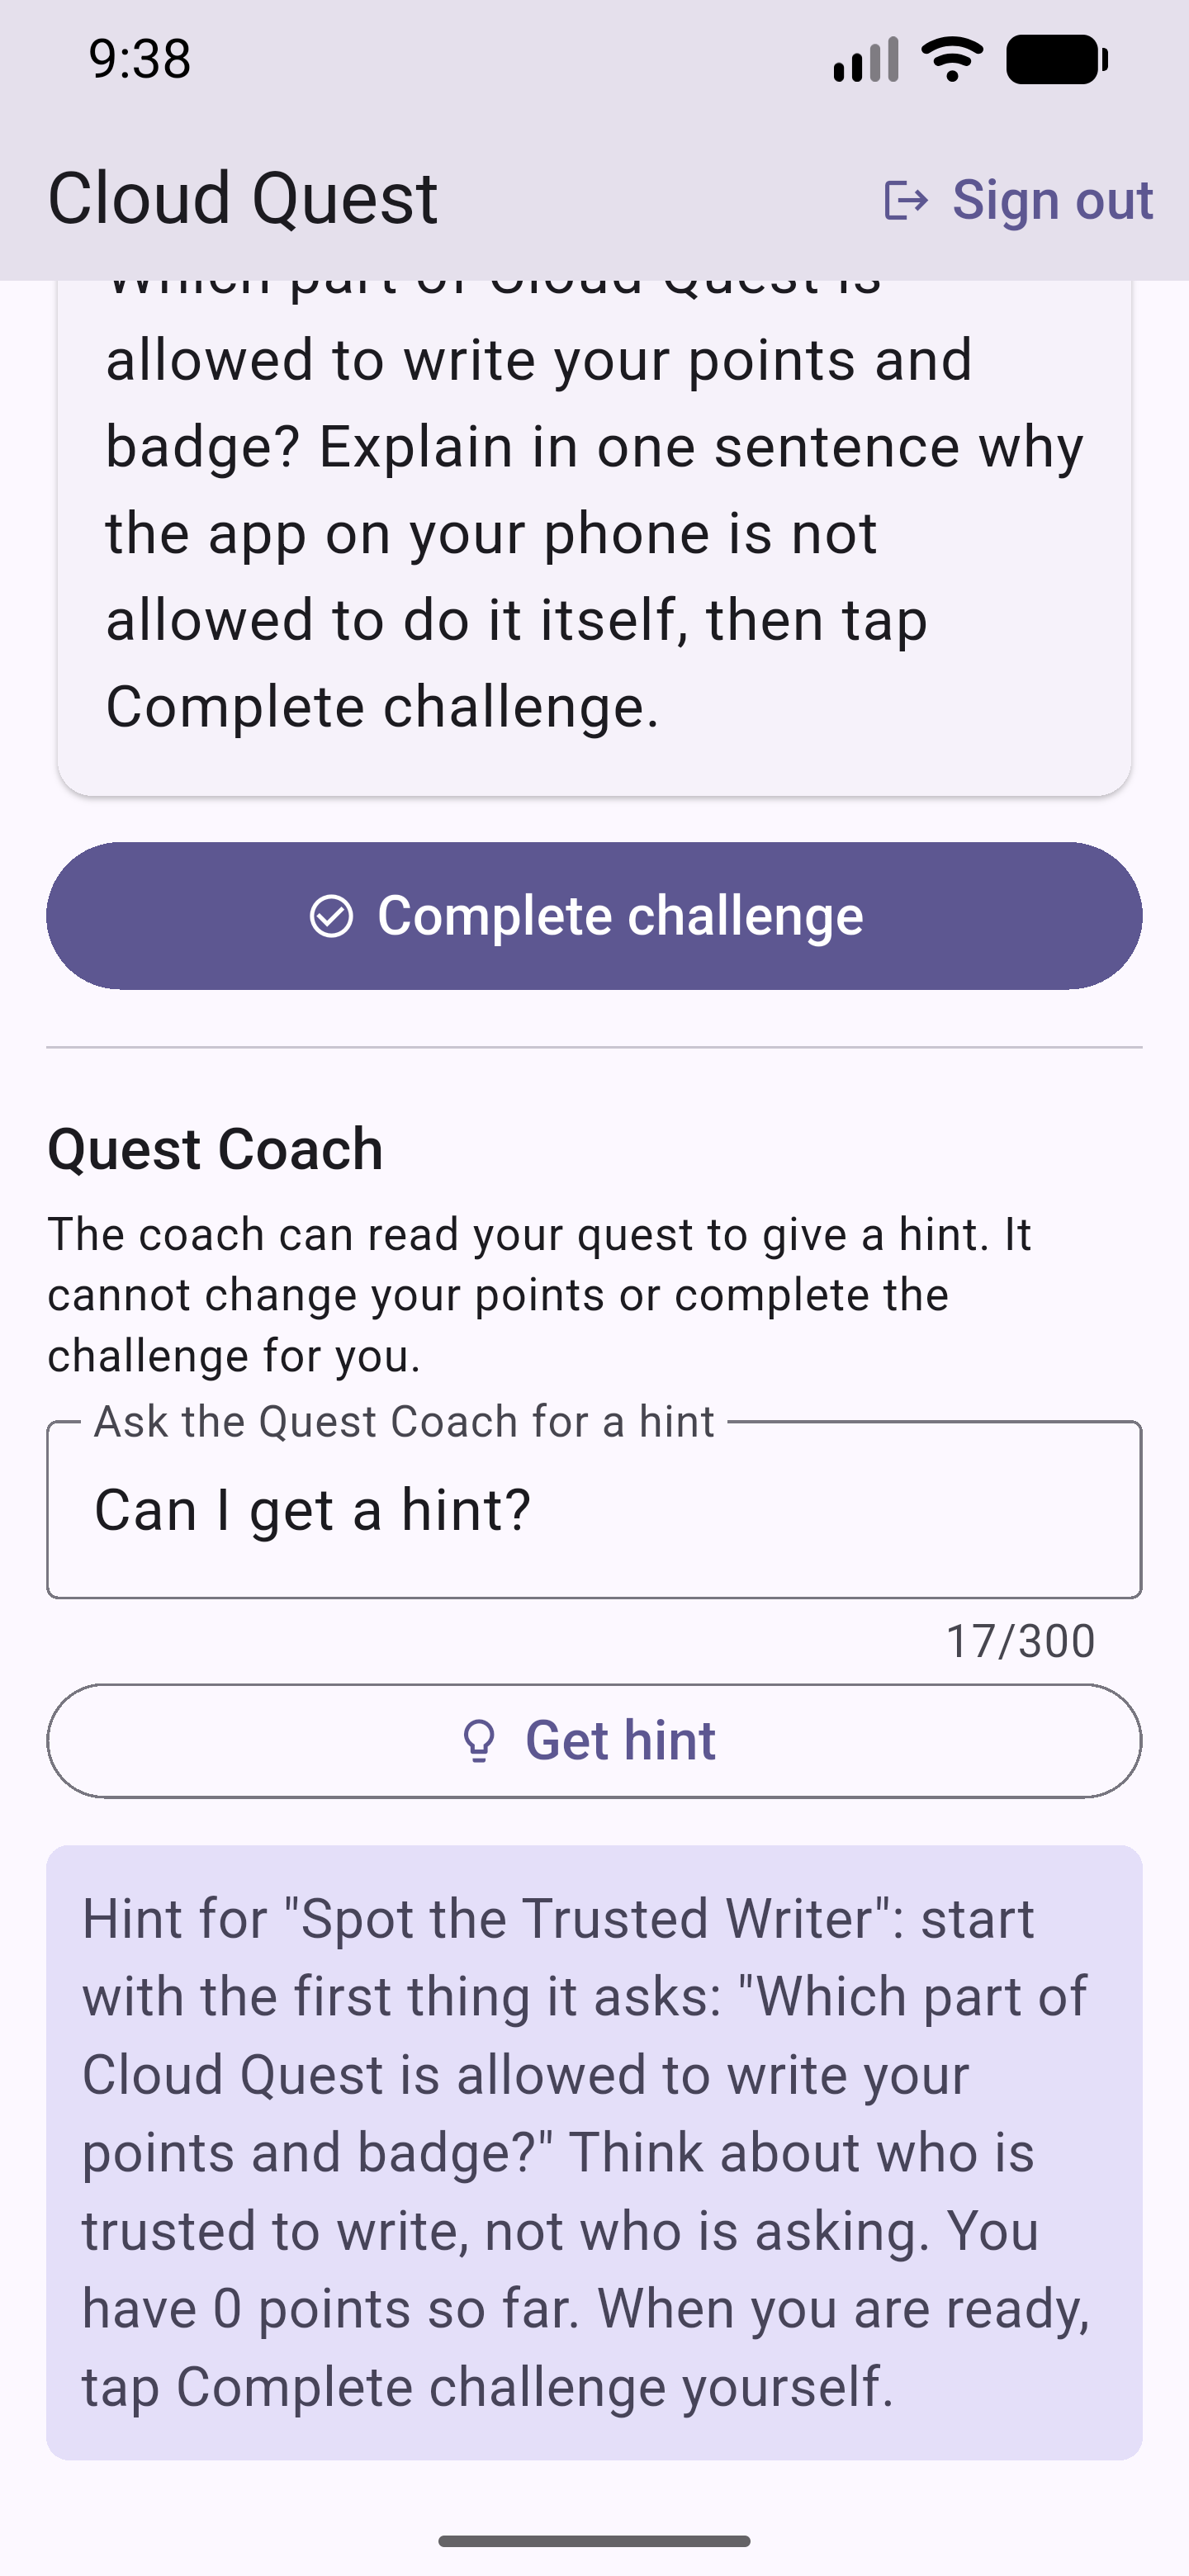 9:38
Cloud Quest
Sign out
Which part of Cloud Quest is
allowed to write your points and
badge? Explain in one sentence why
the app on your phone is not
allowed to do it itself, then tap
Complete challenge.
Complete challenge
Quest Coach
The coach can read your quest to give a hint. It
cannot change your points or complete the
challenge for you.
Ask the Quest Coach for a hint
Can I get a hint?
17/300
Get hint
Hint for "Spot the Trusted Writer": start
with the first thing it asks: "Which part of
Cloud Quest is allowed to write your
points and badge?" Think about who is
trusted to write, not who is asking. You
have 0 points so far. When you are ready,
tap Complete challenge yourself.